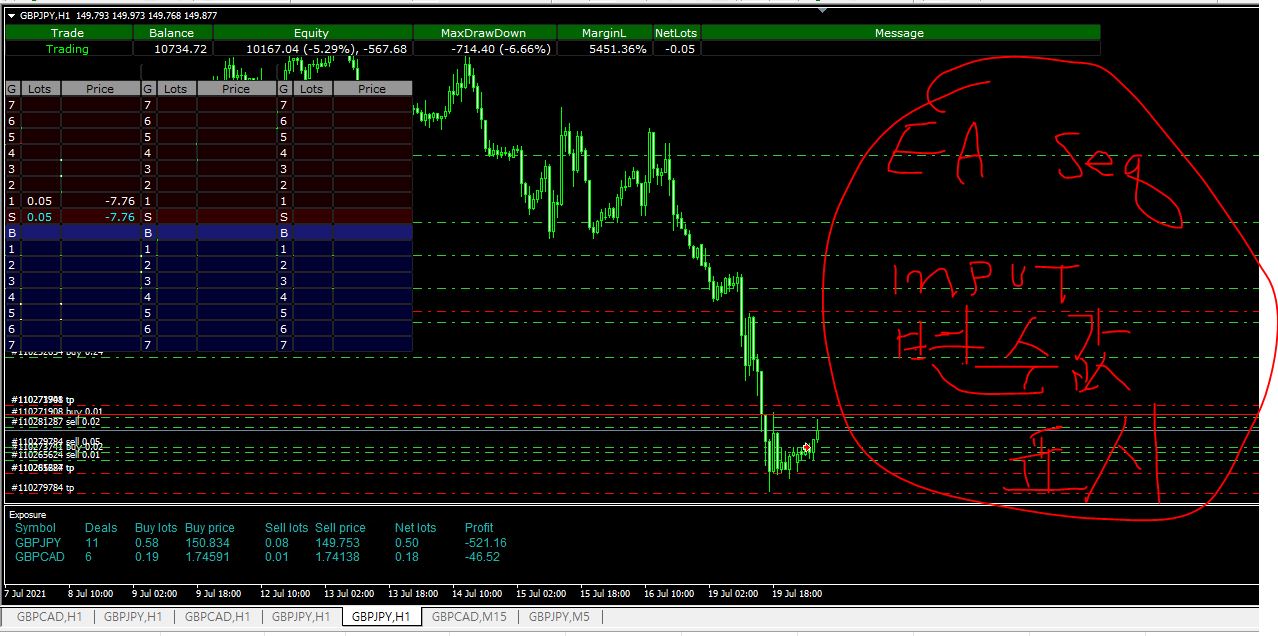 GBPJPY,H1 149.793 149.973 149.768 149.877
Trade Balance Equity MaxDrawDown MarginL NetLots Message
Trading 10734.72 10167.04 (-5.29%), -567.68 -714.40 (-6.66%) 5451.36% -0.05
G Lots Price G Lots Price G Lots Price
7 7 7
6 6 6
5 5 5
4 4 4
3 3 3
2 2 2
1 0.05 -7.76 1 1
S 0.05 -7.76 S S
B B B
1 1 1
2 2 2
3 3 3
4 4 4
5 5 5
6 6 6
7 7 7
EA Seq
INPUT
tp
#110271908 buy 0.01
#110281287 sell 0.02
#110279784 sell 0.05
#110265624 sell 0.01
tp
#110279784 tp
Exposure
Symbol Deals Buy lots Buy price Sell lots Sell price Net lots Profit
GBPJPY 11 0.58 150.834 0.08 149.753 0.50 -521.16
GBPCAD 6 0.19 1.74591 0.01 1.74138 0.18 -46.52
7 Jul 2021 8 Jul 10:00 9 Jul 02:00 9 Jul 18:00 12 Jul 10:00 13 Jul 02:00 13 Jul 18:00 14 Jul 10:00 15 Jul 02:00 15 Jul 18:00 16 Jul 10:00 19 Jul 02:00 19 Jul 18:00
GBPCAD,H1 GBPJPY,H1 GBPCAD,H1 GBPJPY,H1 GBPJPY,H1 GBPCAD,M15 GBPJPY,M5